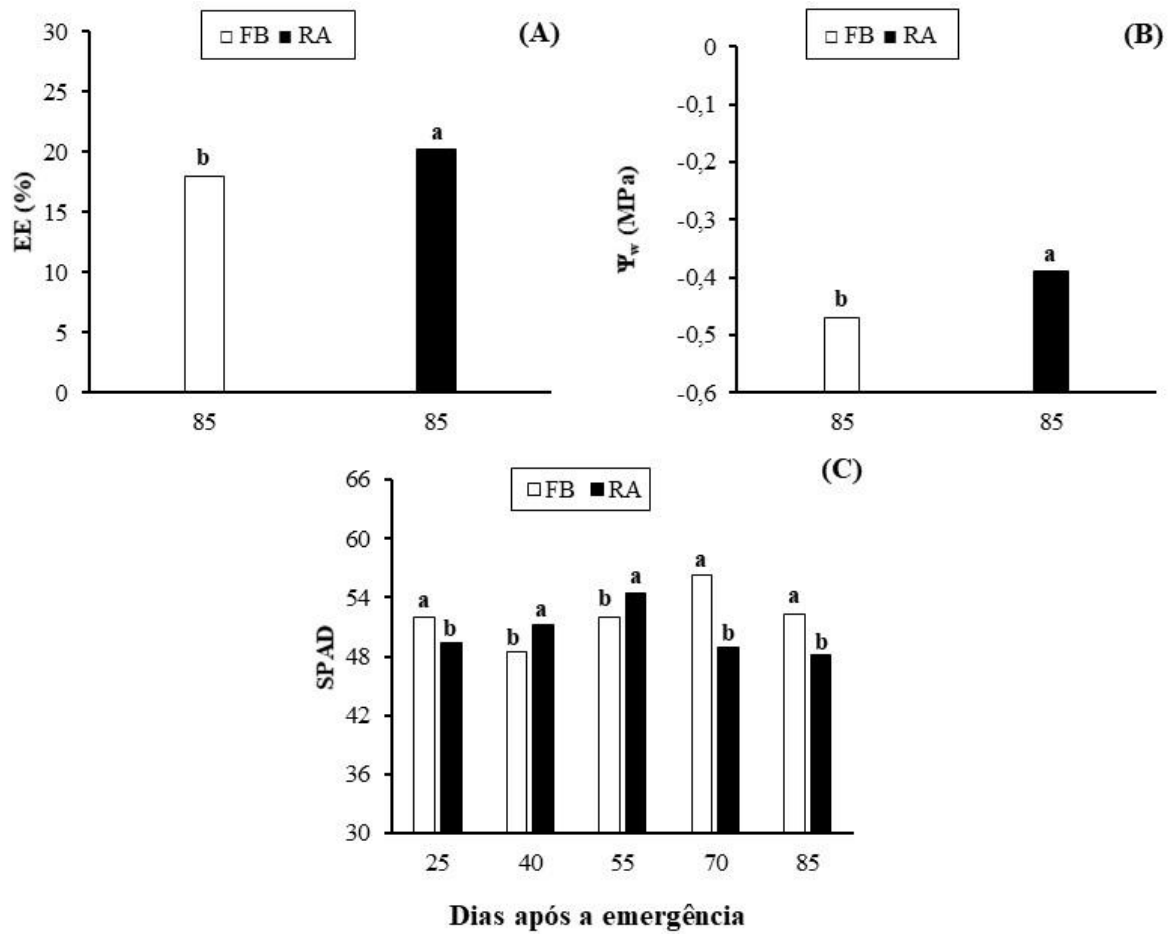 FB RA
(A)
EE (%)
30
25
20
15
10
5
0
b
a
85
85
FB RA
(B)
Ψw (MPa)
0
-0,1
-0,2
-0,3
-0,4
-0,5
-0,6
b
a
85
85
FB RA
(C)
SPAD
66
60
54
48
42
36
30
a b b a b a a b a b
25 40 55 70 85
Dias após a emergência